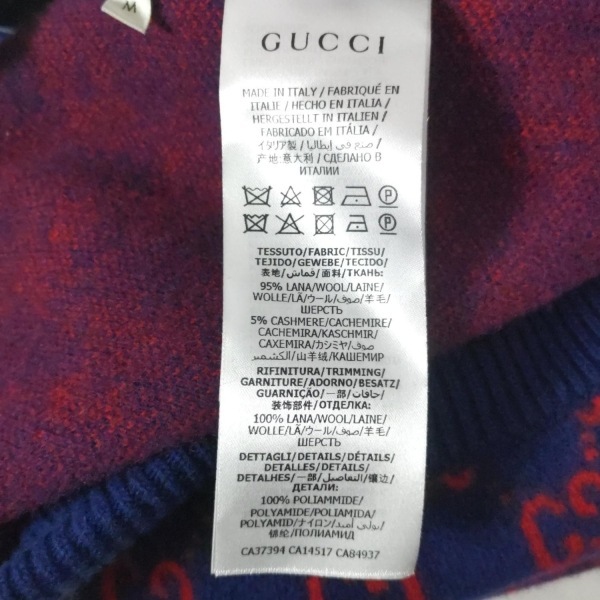 M
GUCCI
MADE IN ITALY / FABRIQUÉ EN
ITALIE / HECHO EN ITALIA /
HERGESTELLT IN ITALIEN /
FABRICADO EM ITÁLIA /
イタリア製 / صنع في إيطاليا /
产地:意大利 / СДЕЛАНО В
ИТАЛИИ
P
P
TESSUTO/FABRIC/TISSU/
TEJIDO/GEWEBE/TECIDO/
表地/قماش/面料/ТКАНЬ:
95% LANA/WOOL/LAINE/
WOLLE/LÃ/ウール/صوف/羊毛/
ШЕРСТЬ
5% CASHMERE/CACHEMIRE/
CACHEMIRA/KASCHMIR/
CAXEMIRA/カシミヤ/صوف
الكشمير/山羊绒/КАШЕМИР
RIFINITURA/TRIMMING/
GARNITURE/ADORNO/BESATZ/
GUARNIÇÃO/一部/حافات/
装饰部件/ОТДЕЛКА:
100% LANA/WOOL/LAINE/
WOLLE/LÃ/ウール/صوف/羊毛/
ШЕРСТЬ
DETTAGLI/DETAILS/DÉTAILS/
DETALLES/DETAILS/
DETALHES/一部/التفاصيل/镶边/
ДЕТАЛИ:
100% POLIAMMIDE/
POLYAMIDE/POLIAMIDA/
POLYAMID/ナイロン/بولي أميد/
锦纶/ПОЛИАМИД
CA37394 CA14517 CA84937